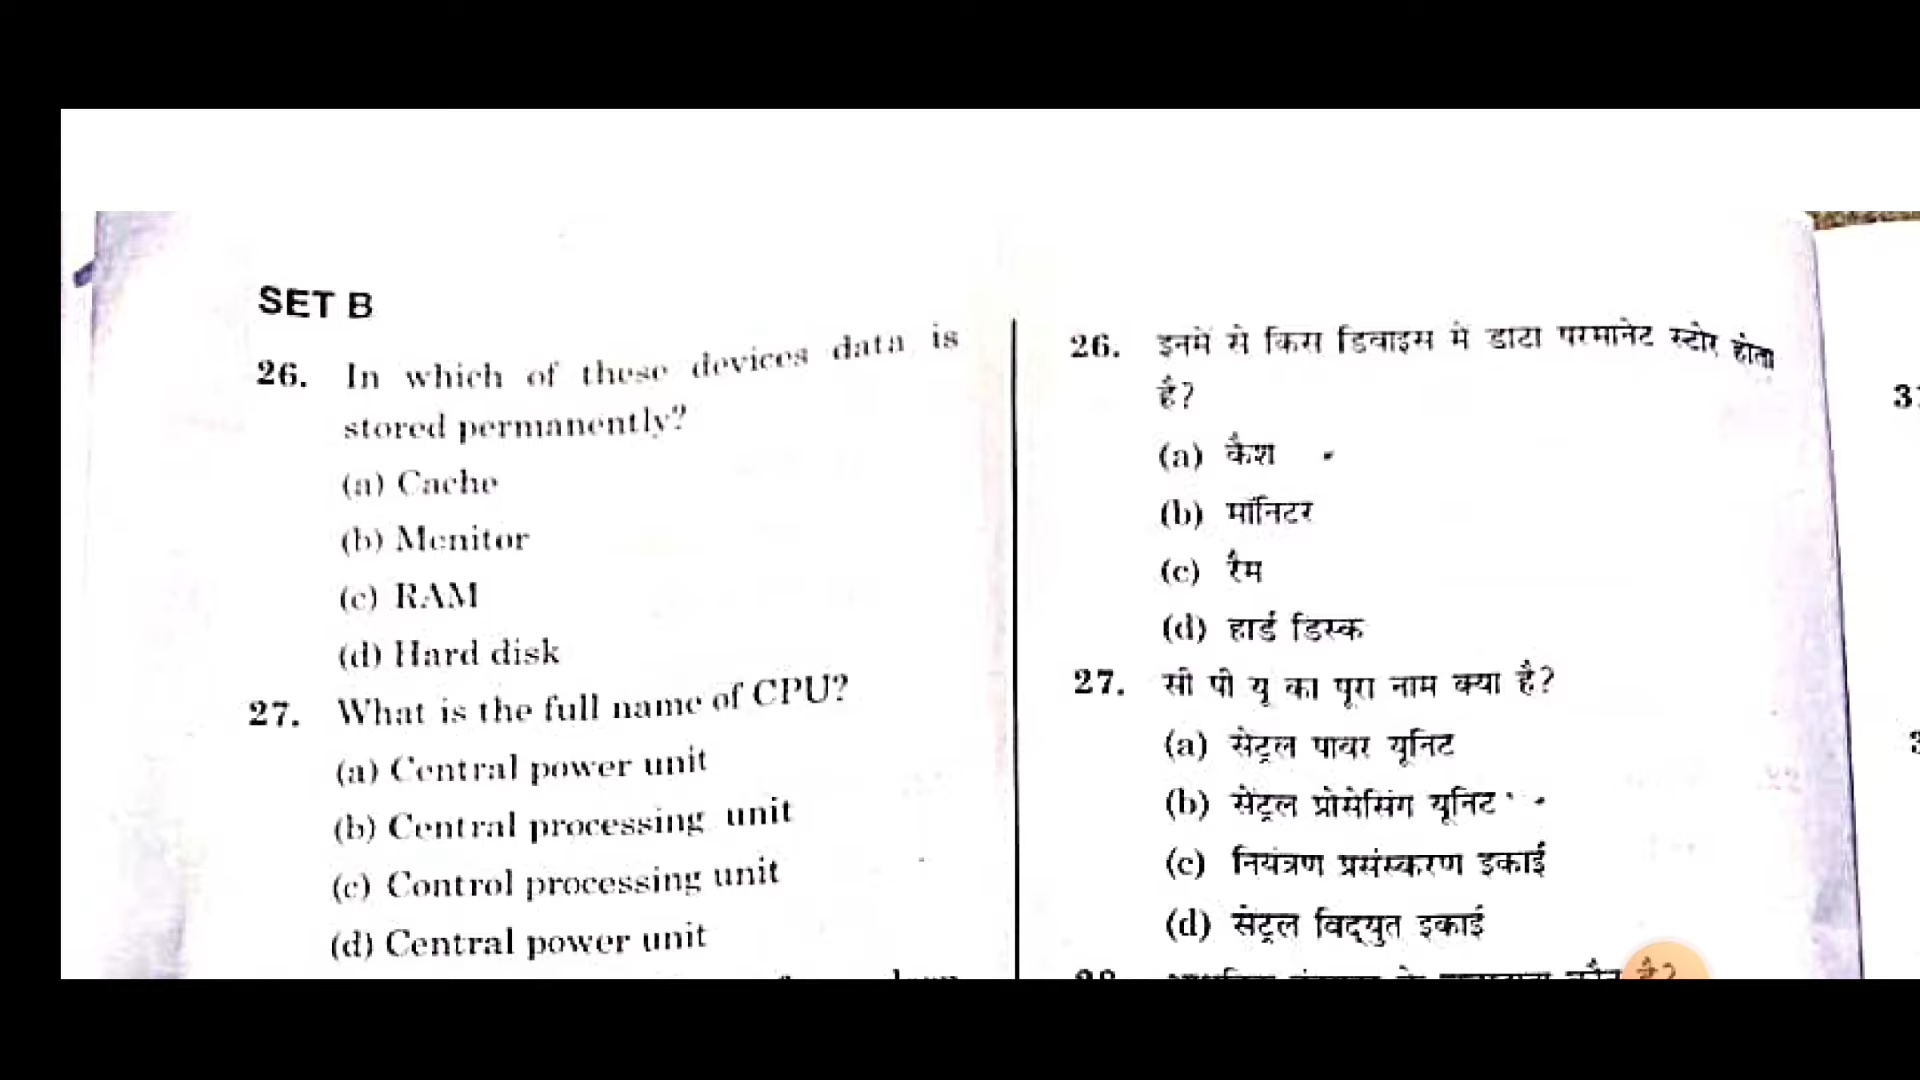 SET B
26. In which of these devices data is
stored permanently?
(a) Cache
(b) Monitor
(c) RAM
(d) Hard disk
27. What is the full name of CPU?
(a) Central power unit
(b) Central processing unit
(c) Control processing unit
(d) Central power unit
26. इनमें से किस डिवाइस में डाटा परमानेंट स्टोर होता
है?
(a) कैश
(b) मॉनिटर
(c) रैम
(d) हार्ड डिस्क
27. सी पी यू का पूरा नाम क्या है?
(a) सेंट्रल पावर यूनिट
(b) सेंट्रल प्रोसेसिंग यूनिट
(c) नियंत्रण प्रसंस्करण इकाई
(d) सेंट्रल विद्युत इकाई